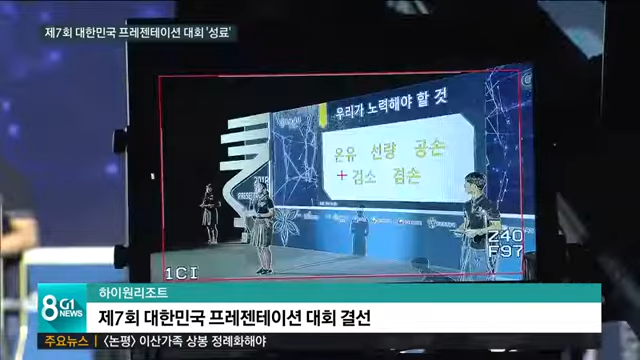 제7회 대한민국 프레젠테이션 대회 '성료'
우리가 노력해야 할 것
온유 선량 공손
+ 검소 겸손
2018
Z40
F97
1CI
하이원리조트
8 G1 NEWS
제7회 대한민국 프레젠테이션 대회 결선
주요뉴스 〈논평〉 이산가족 상봉 정례화해야